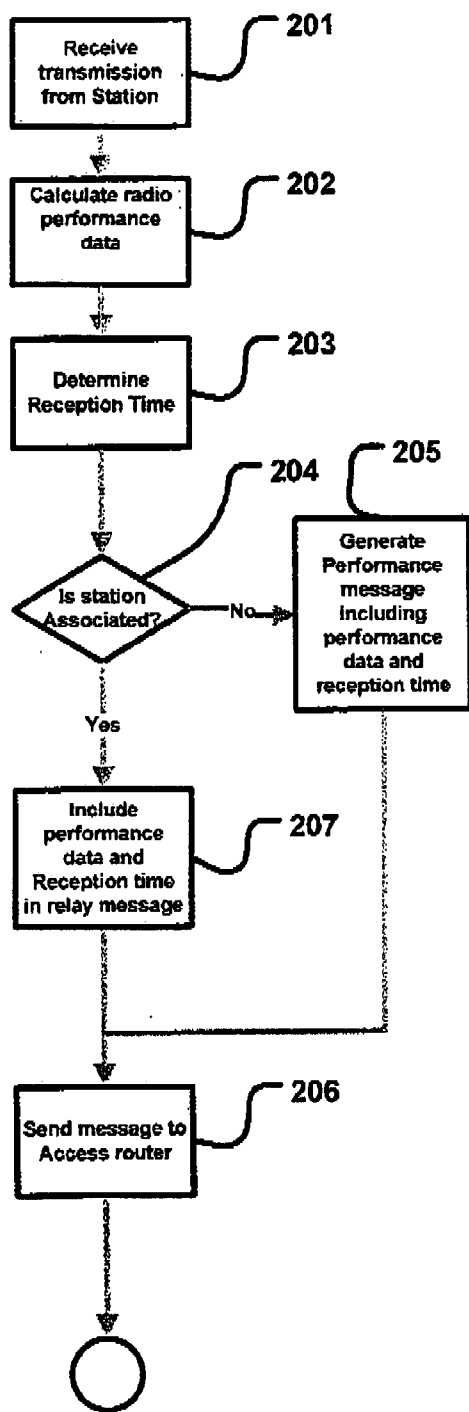 201
Receive
transmission
from Station
202
Calculate radio
performance
data
203
Determine
Reception Time
204
205
Is station
Associated?
No
Generate
Performance
message
including
performance
data and
reception time
Yes
Include
performance
data and
Reception time
in relay message
207
206
Send message to
Access router